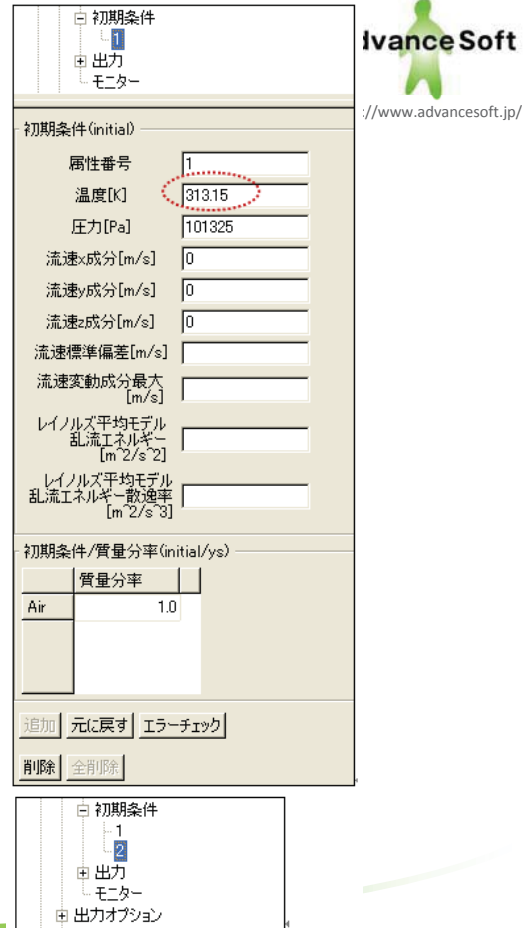 初期条件
1
出力
モニター
dvanceSoft
://www.advancesoft.jp/
初期条件(initial)
属性番号 1
温度[K] 313.15
圧力[Pa] 101325
流速x成分[m/s] 0
流速y成分[m/s] 0
流速z成分[m/s] 0
流速標準偏差[m/s]
流速変動成分最大
[m/s]
レイノルズ平均モデル
乱流エネルギー
[m^2/s^2]
レイノルズ平均モデル
乱流エネルギー散逸率
[m^2/s^3]
初期条件/質量分率(initial/ys)
質量分率
Air 1.0
追加 元に戻す エラーチェック
削除 全削除
初期条件
1
2
出力
モニター
出力オプション